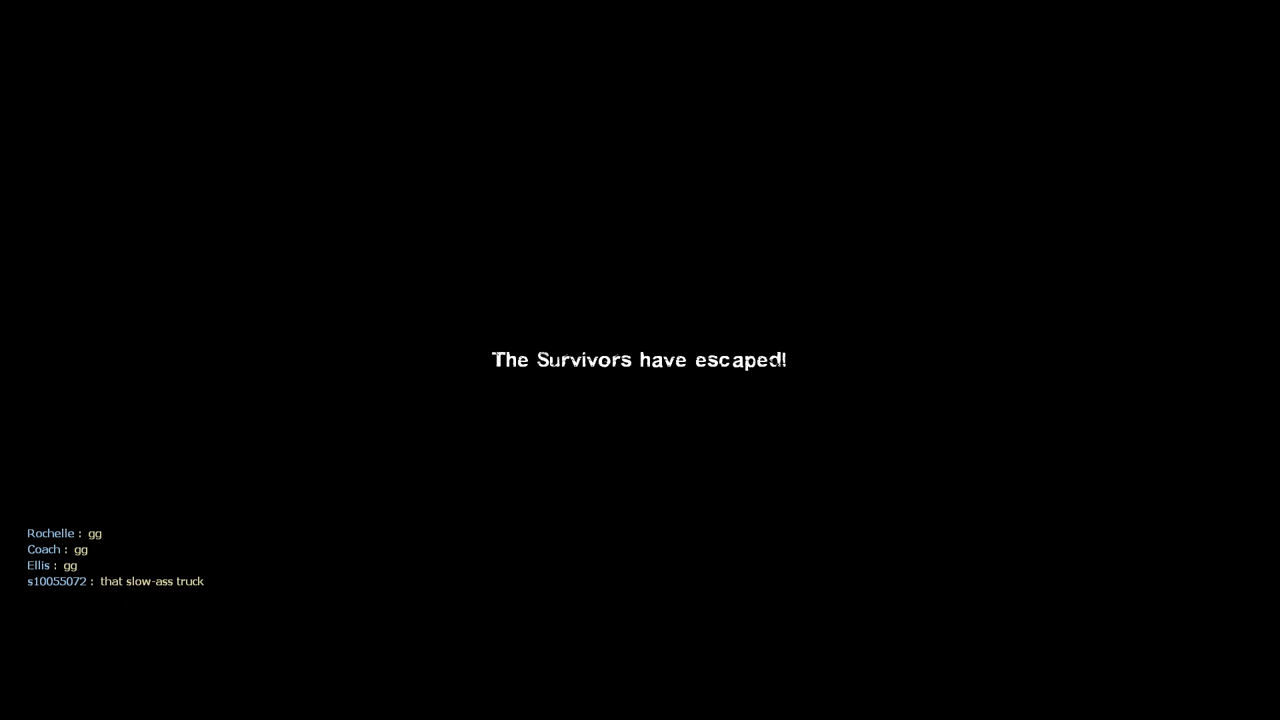 The Survivors have escaped!
Rochelle : gg
Coach : gg
Ellis : gg
s10055072 : that slow-ass truck